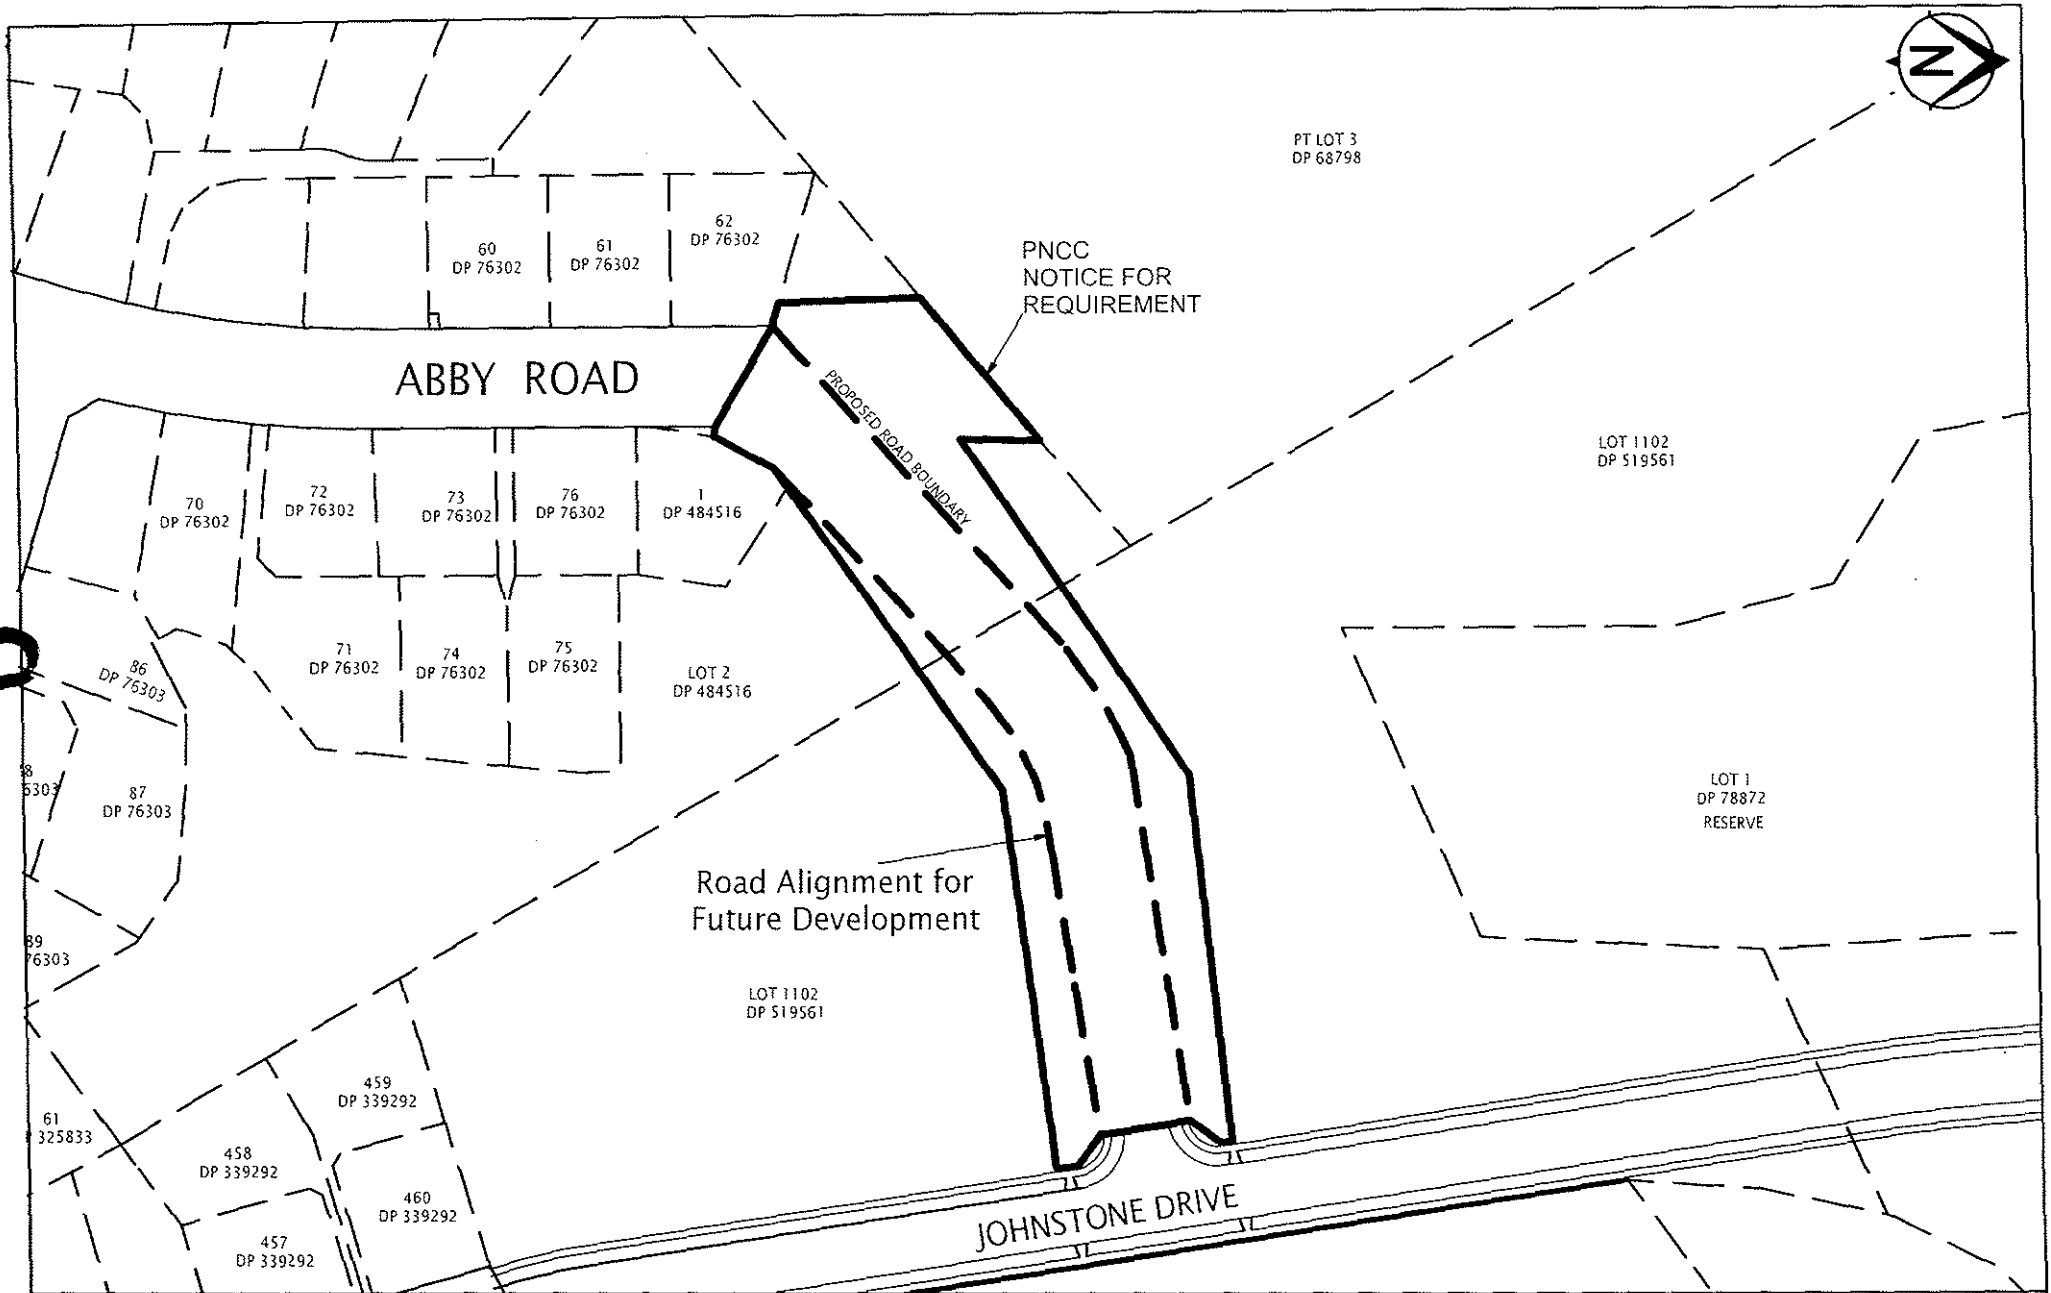 N
PT LOT 3
DP 68798
62
DP 76302
60
DP 76302
61
DP 76302
PNCC
NOTICE FOR
REQUIREMENT
ABBY ROAD
PROPOSED ROAD BOUNDARY
LOT 1102
DP 519561
70
DP 76302
72
DP 76302
73
DP 76302
76
DP 76302
1
DP 484516
86
DP 76303
71
DP 76302
74
DP 76302
75
DP 76302
LOT 2
DP 484516
8
5303
87
DP 76303
LOT 1
DP 78872
RESERVE
Road Alignment for
Future Development
89
76303
LOT 1102
DP 519561
459
DP 339292
61
325833
458
DP 339292
460
DP 339292
457
DP 339292
JOHNSTONE DRIVE